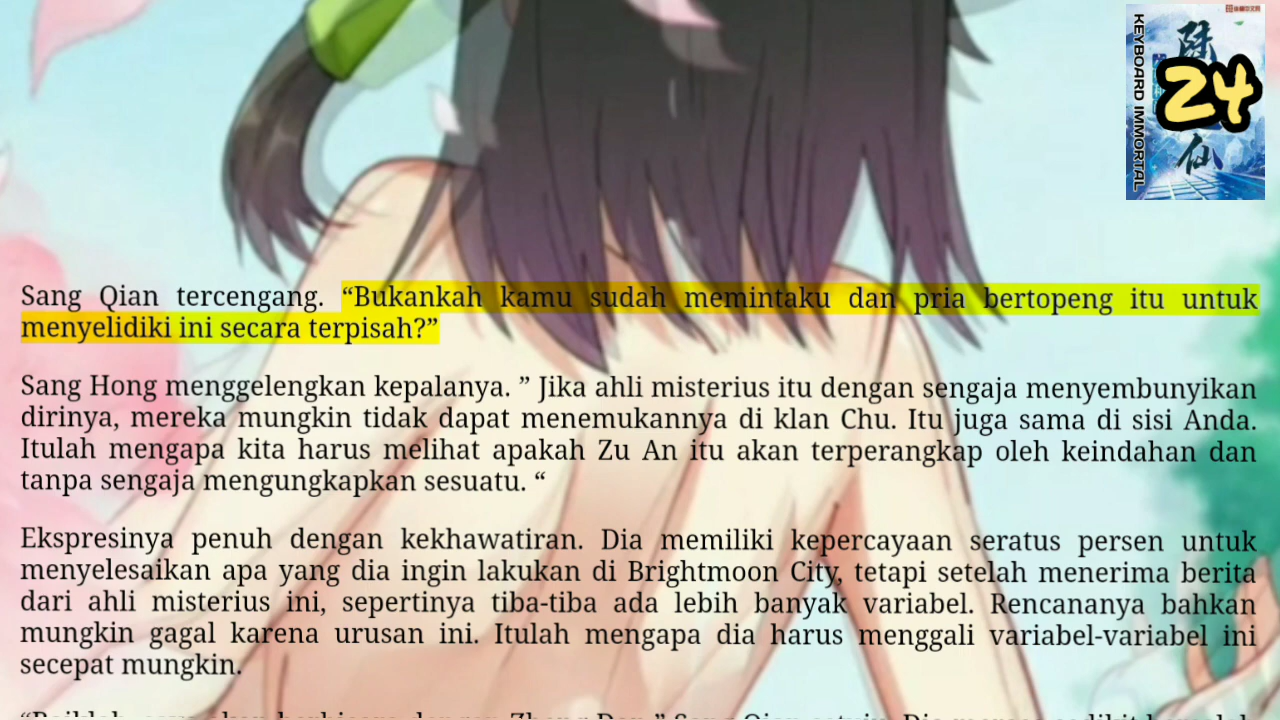 KEYBOARD IMMORTAL
24
Sang Qian tercengang. “Bukankah kamu sudah memintaku dan pria bertopeng itu untuk
menyelidiki ini secara terpisah?”
Sang Hong menggelengkan kepalanya. ” Jika ahli misterius itu dengan sengaja menyembunyikan
dirinya, mereka mungkin tidak dapat menemukannya di klan Chu. Itu juga sama di sisi Anda.
Itulah mengapa kita harus melihat apakah Zu An itu akan terperangkap oleh keindahan dan
tanpa sengaja mengungkapkan sesuatu. “
Ekspresinya penuh dengan kekhawatiran. Dia memiliki kepercayaan seratus persen untuk
menyelesaikan apa yang dia ingin lakukan di Brightmoon City, tetapi setelah menerima berita
dari ahli misterius ini, sepertinya tiba-tiba ada lebih banyak variabel. Rencananya bahkan
mungkin gagal karena urusan ini. Itulah mengapa dia harus menggali variabel-variabel ini
secepat mungkin.